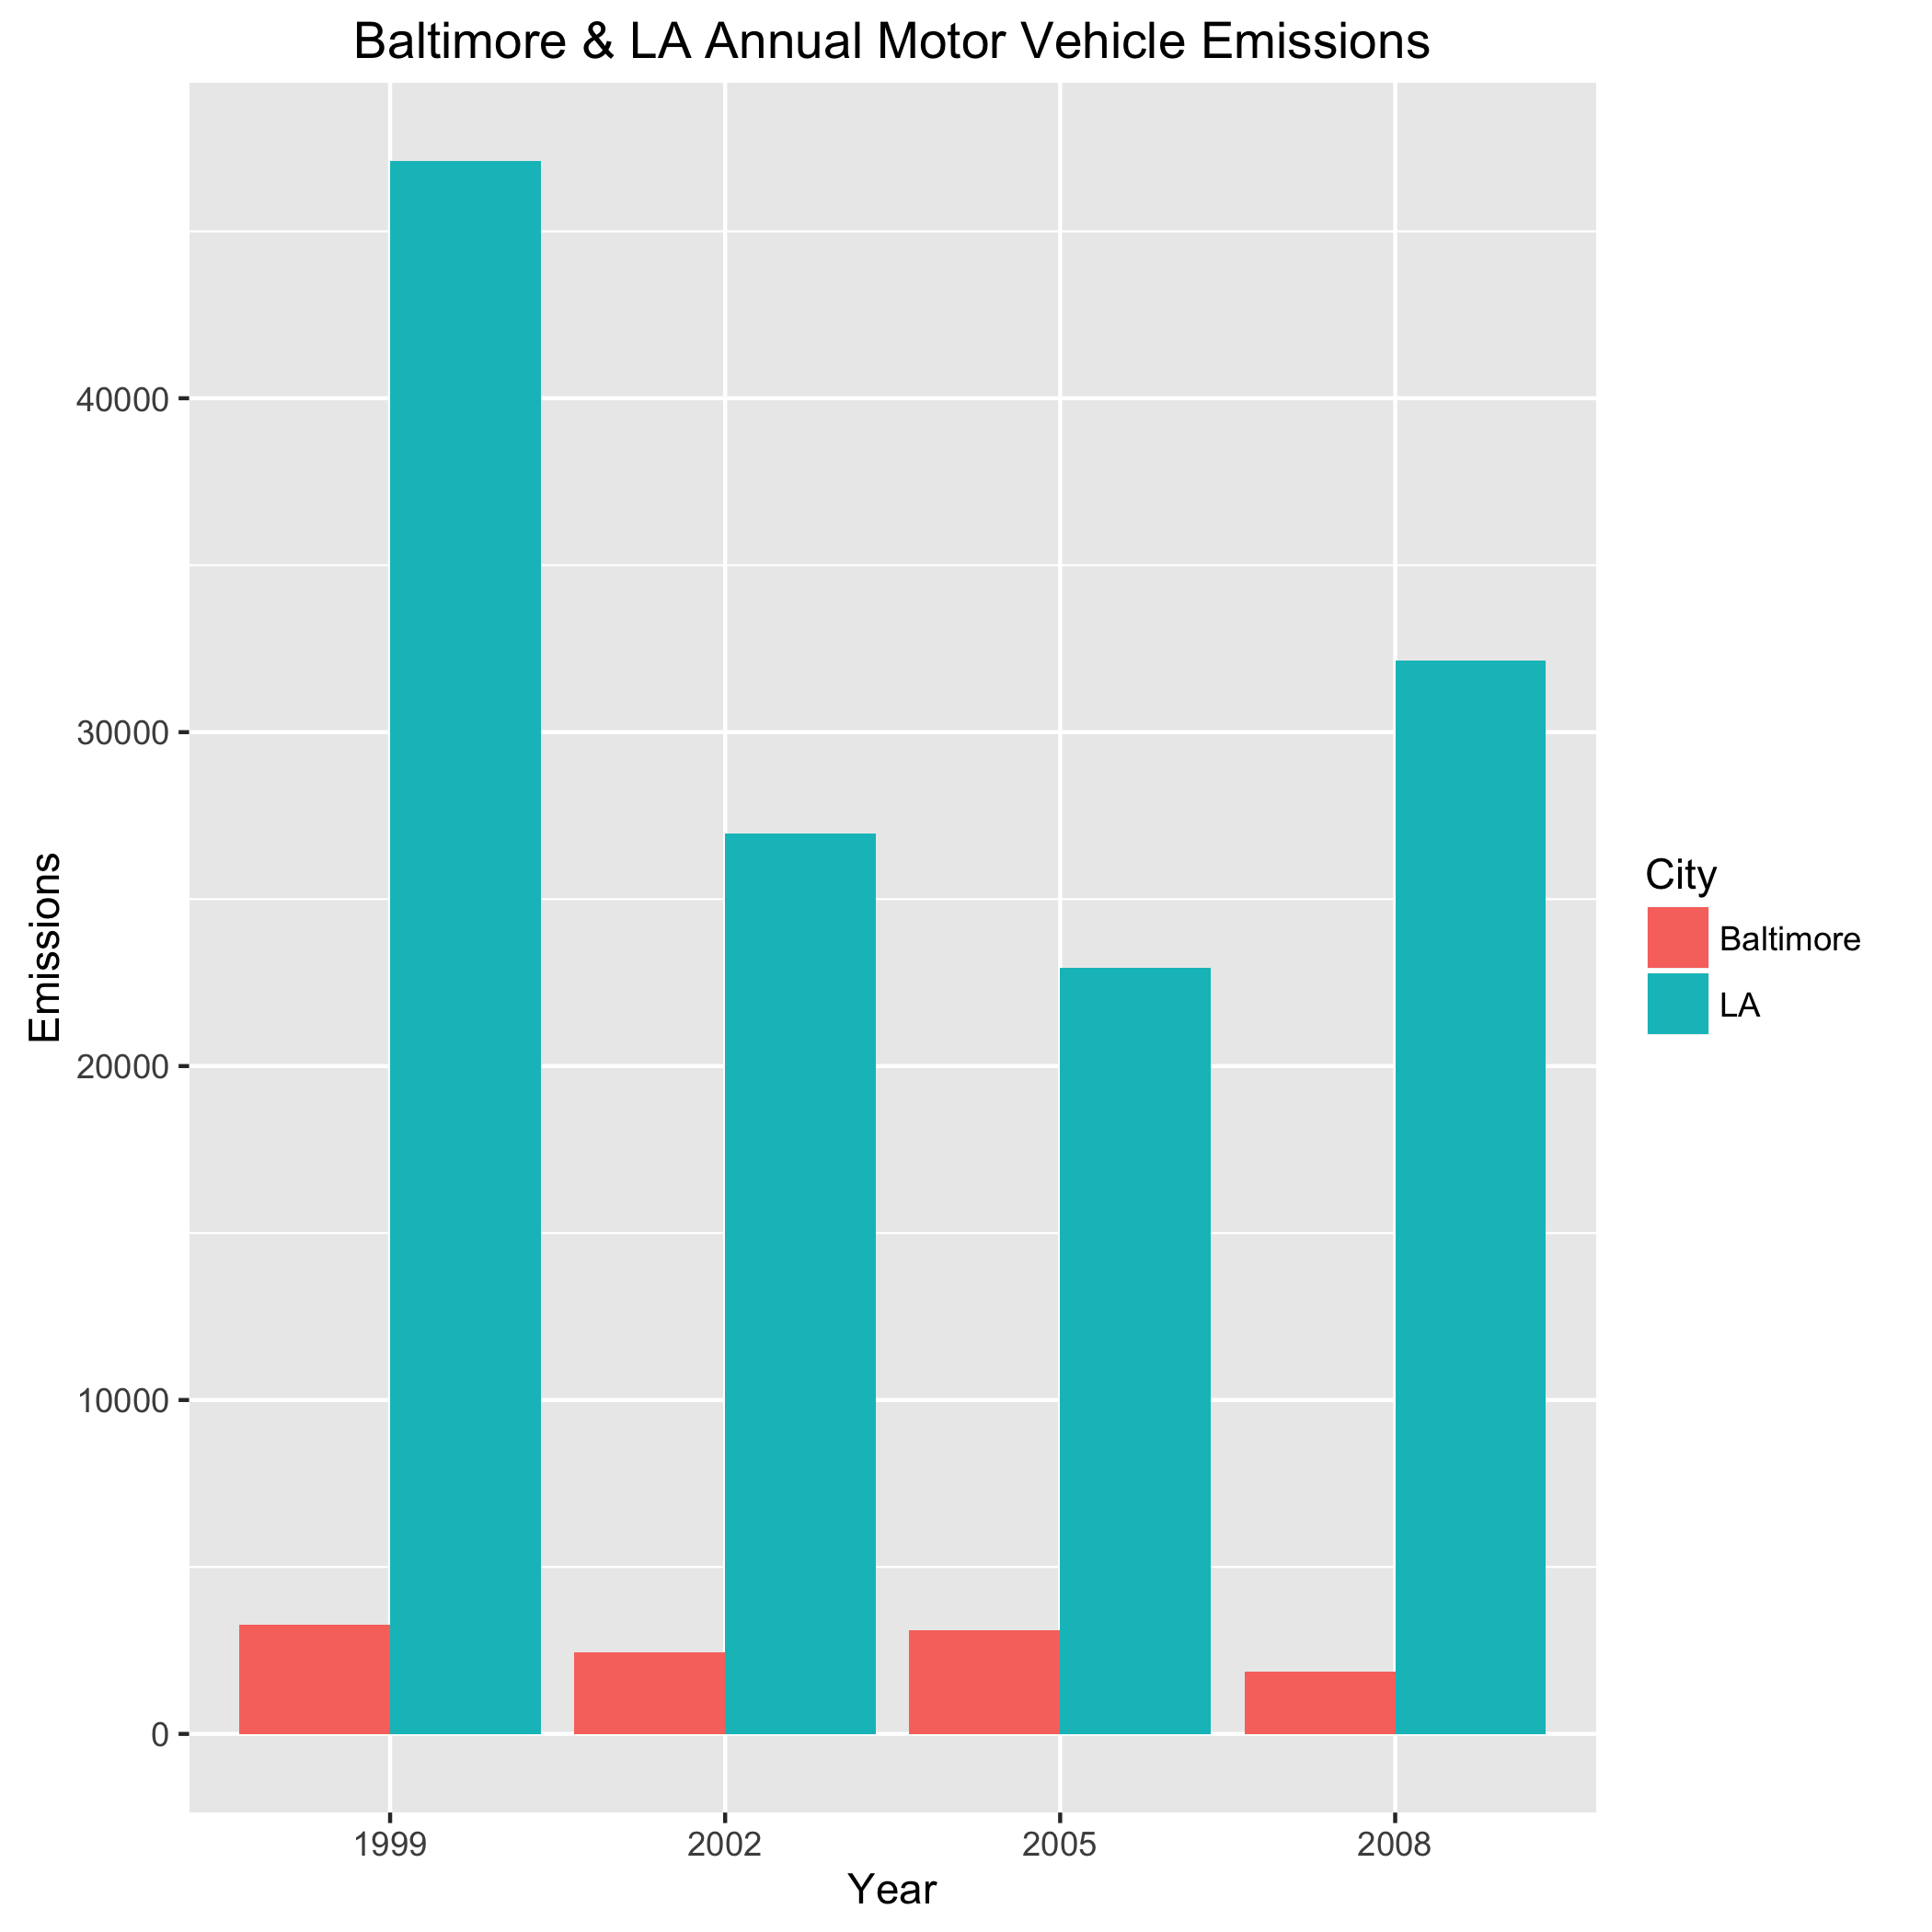 Baltimore & LA Annual Motor Vehicle Emissions
Emissions
40000
30000
20000
10000
0
1999 2002 2005 2008
Year
City
Baltimore
LA